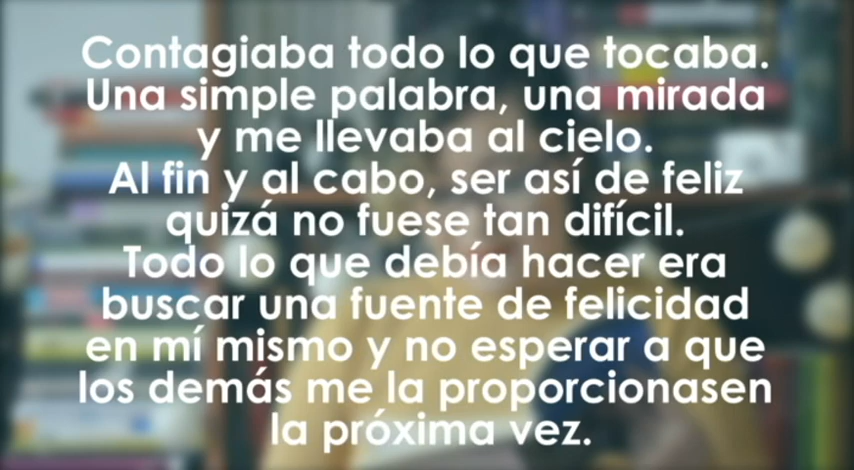 Contagiaba todo lo que tocaba.
Una simple palabra, una mirada
y me llevaba al cielo.
Al fin y al cabo, ser así de feliz
quizá no fuese tan difícil.
Todo lo que debía hacer era
buscar una fuente de felicidad
en mí mismo y no esperar a que
los demás me la proporcionasen
la próxima vez.